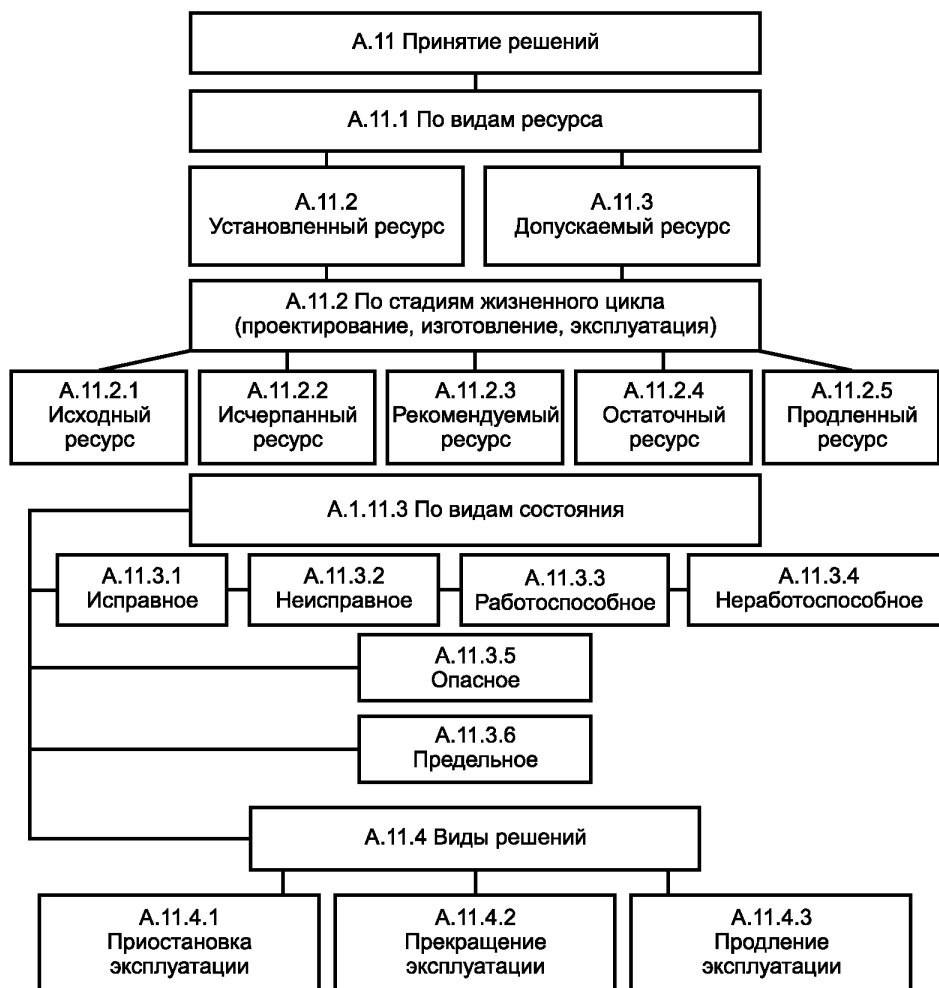 А.11 Принятие решений
А.11.1 По видам ресурса
А.11.2
Установленный ресурс
А.11.3
Допускаемый ресурс
А.11.2 По стадиям жизненного цикла
(проектирование, изготовление, эксплуатация)
А.11.2.1
Исходный
ресурс
А.11.2.2
Исчерпанный
ресурс
А.11.2.3
Рекомендуемый
ресурс
А.11.2.4
Остаточный
ресурс
А.11.2.5
Продленный
ресурс
А.1.11.3 По видам состояния
А.11.3.1
Исправное
А.11.3.2
Неисправное
А.11.3.3
Работоспособное
А.11.3.4
Неработоспособное
А.11.3.5
Опасное
А.11.3.6
Предельное
А.11.4 Виды решений
А.11.4.1
Приостановка
эксплуатации
А.11.4.2
Прекращение
эксплуатации
А.11.4.3
Продление
эксплуатации